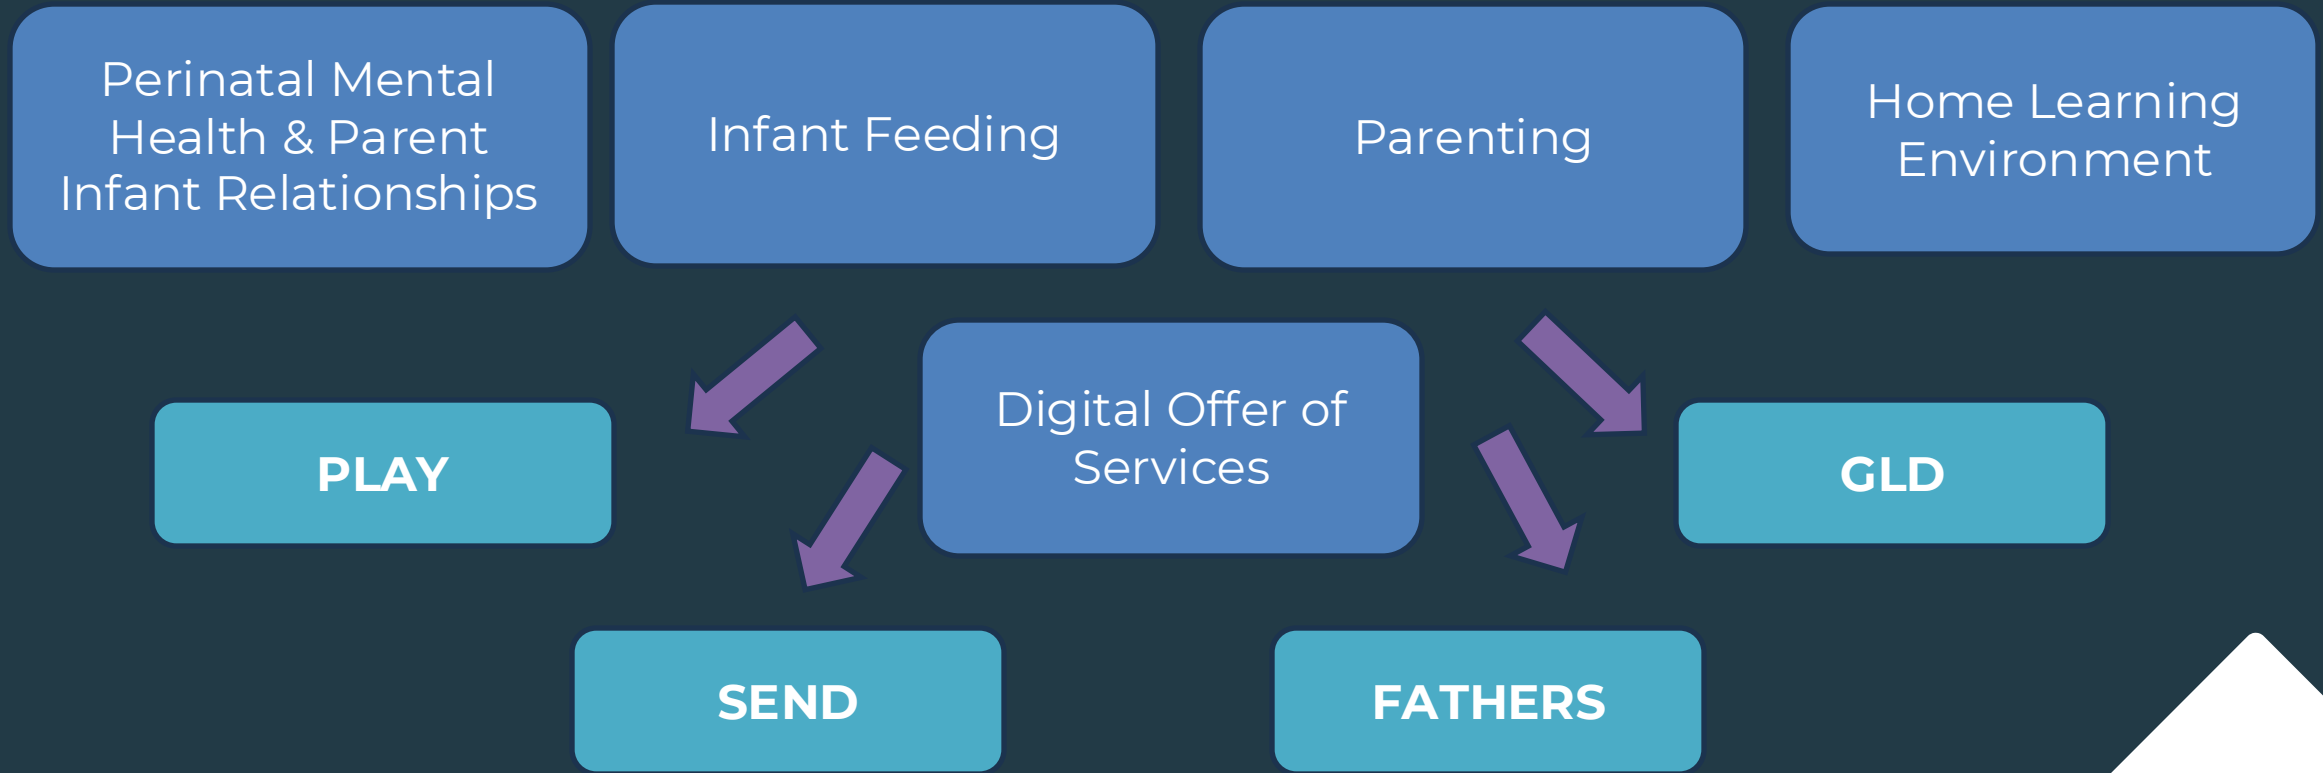 Perinatal Mental
Health & Parent
Infant Relationships
Infant Feeding
Parenting
Home Learning
Environment
Digital Offer of
Services
PLAY
GLD
SEND
FATHERS